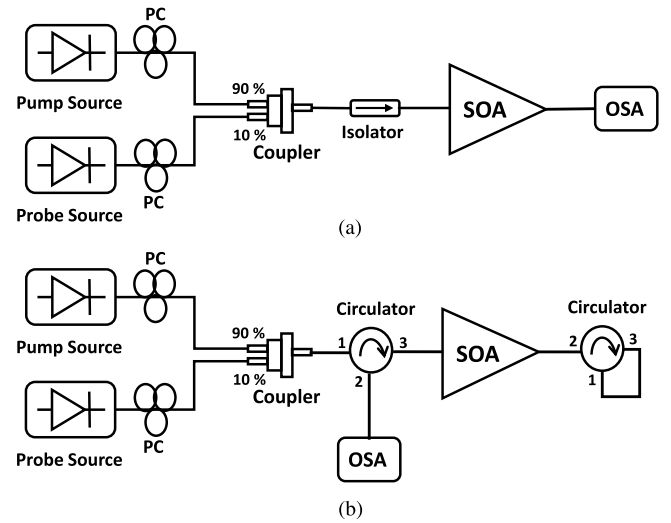 PC
Pump Source
90 %
10 %
Coupler
Isolator
SOA
OSA
Probe Source
PC
(a)
PC
Pump Source
90 %
10 %
Coupler
Circulator
1
3
2
SOA
Circulator
2
3
1
Probe Source
PC
OSA
(b)